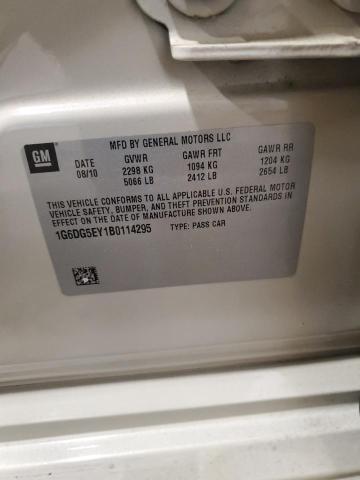 GM
MFD BY GENERAL MOTORS LLC
DATE GVWR GAWR FRT GAWR RR
08/10 2298 KG 1094 KG 1204 KG
5066 LB 2412 LB 2654 LB
THIS VEHICLE CONFORMS TO ALL APPLICABLE U.S. FEDERAL MOTOR
VEHICLE SAFETY, BUMPER, AND THEFT PREVENTION STANDARDS IN
EFFECT ON THE DATE OF MANUFACTURE SHOWN ABOVE.
1G6DG5EY1B0114295 TYPE: PASS CAR